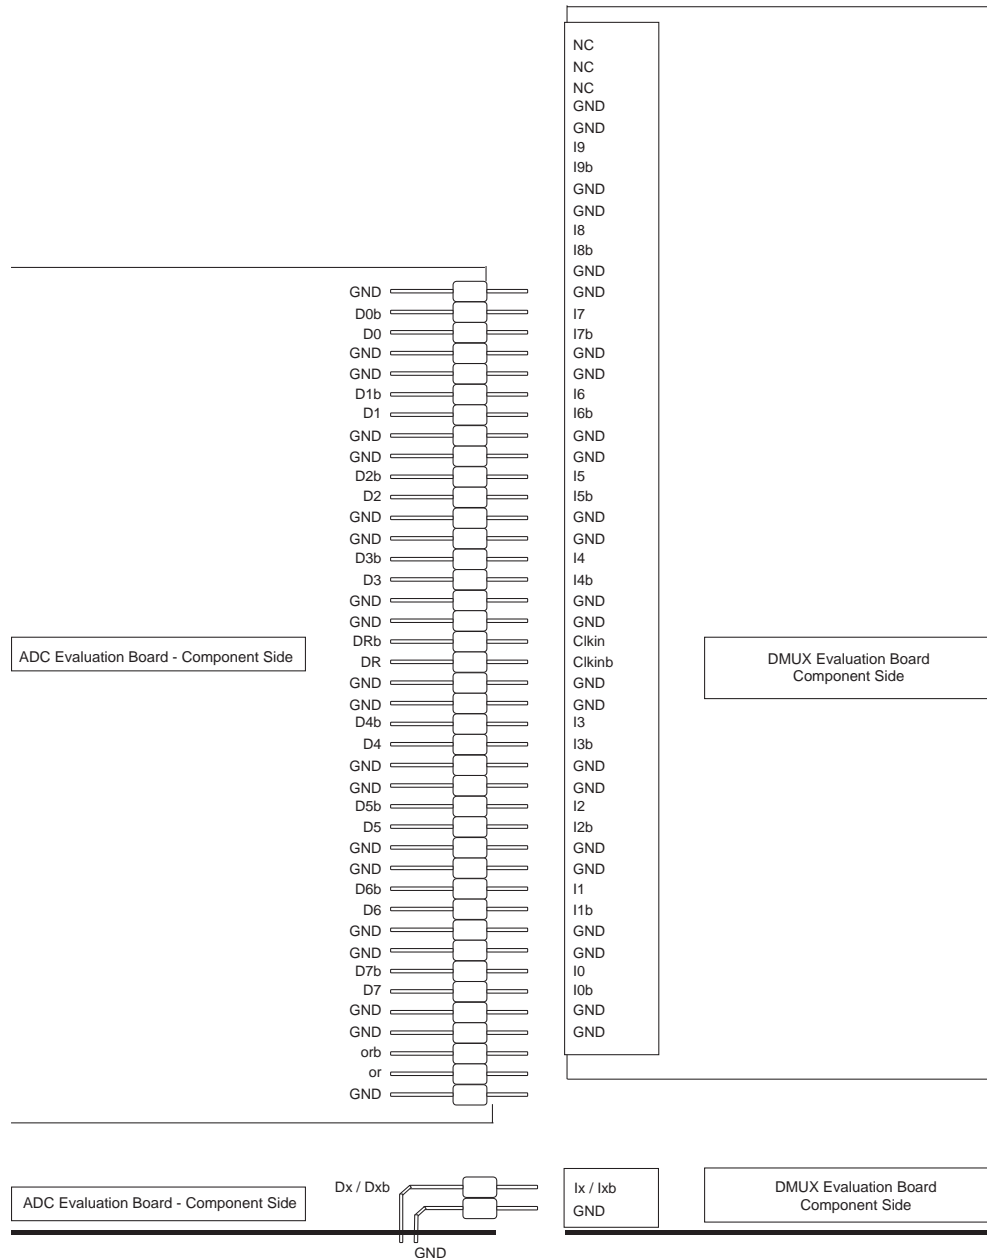 NC
NC
NC
GND
GND
I9
I9b
GND
GND
I8
I8b
GND
GND GND
D0b I7
D0 I7b
GND GND
GND GND
D1b I6
D1 I6b
GND GND
GND GND
D2b I5
D2 I5b
GND GND
GND GND
D3b I4
D3 I4b
GND GND
GND GND
DRb Clkin
ADC Evaluation Board - Component Side
DR Clkinb
DMUX Evaluation Board
Component Side
GND GND
GND GND
D4b I3
D4 I3b
GND GND
GND GND
D5b I2
D5 I2b
GND GND
GND GND
D6b I1
D6 I1b
GND GND
GND GND
D7b I0
D7 I0b
GND GND
GND GND
orb
or
GND
ADC Evaluation Board - Component Side
Dx / Dxb
Ix / Ixb
GND
DMUX Evaluation Board
Component Side
GND